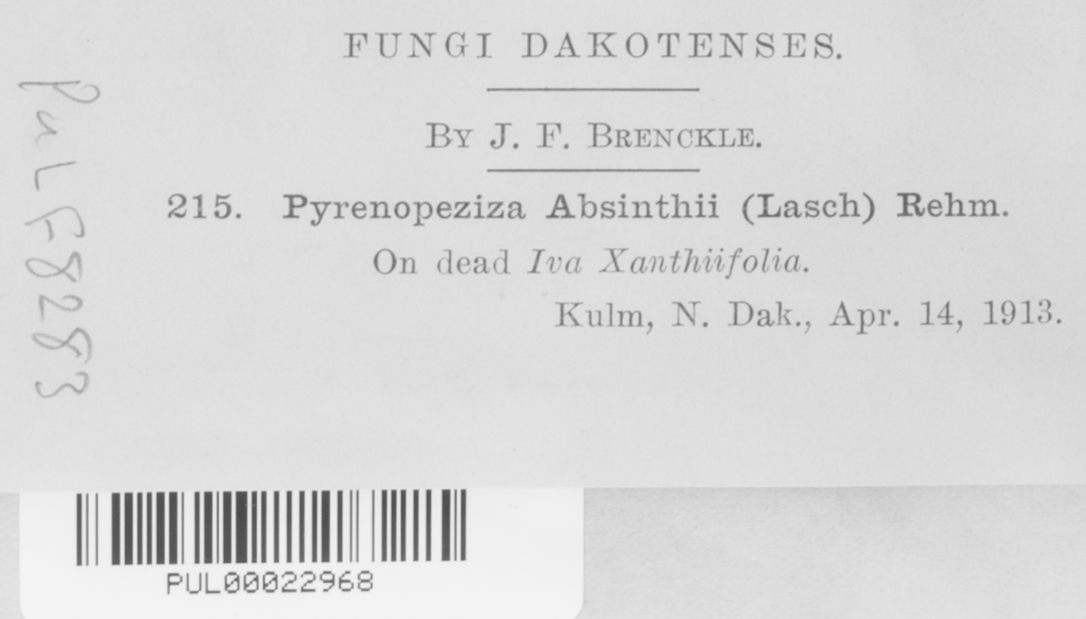 FUNGI DAKOTENSES.
BY J. F. BRENCKLE.
215. Pyrenopeziza Absinthii (Lasch) Rehm.
On dead Iva Xanthiifolia.
Kulm, N. Dak., Apr. 14, 1913.
PUL F8283
PUL00022968